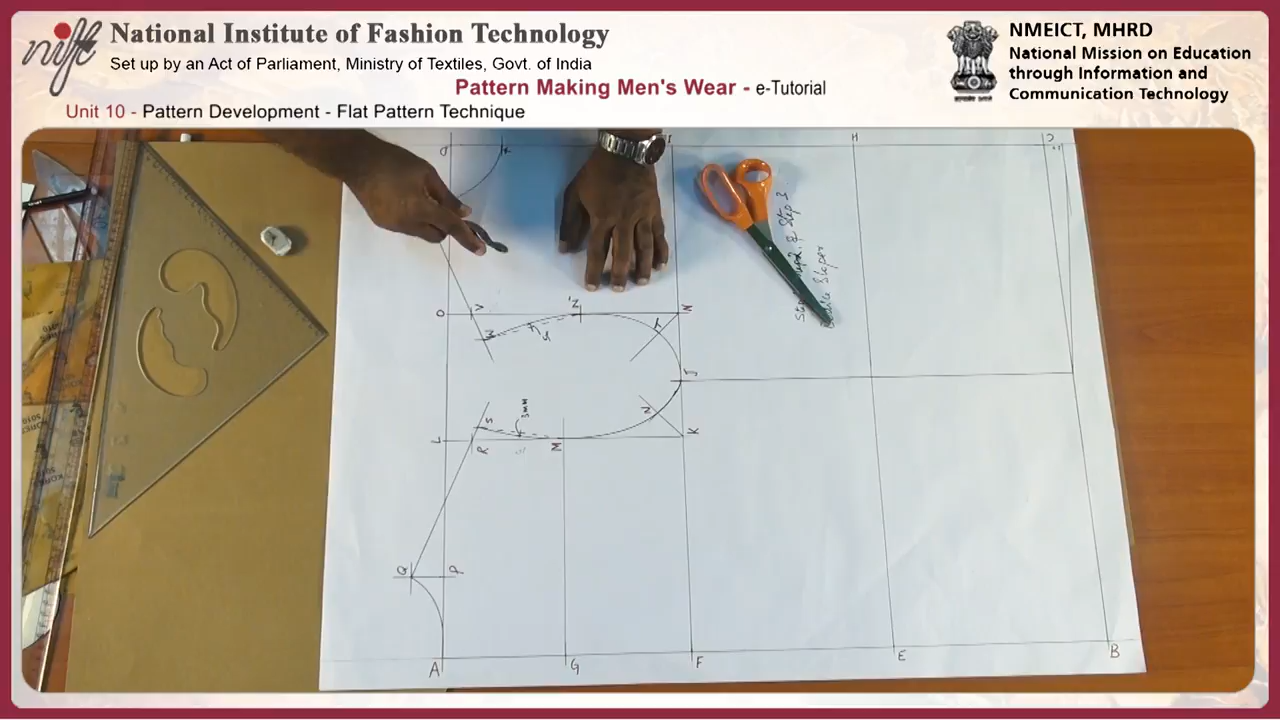 nift
National Institute of Fashion Technology
Set up by an Act of Parliament, Ministry of Textiles, Govt. of India
NMEICT, MHRD
National Mission on Education
through Information and
Communication Technology
Pattern Making Men's Wear - e-Tutorial
Unit 10 - Pattern Development - Flat Pattern Technique
H
O
V
Z'
N
W
T
J
S
3mm
N
L
R
M
K
Q
P
A
G
F
E
B